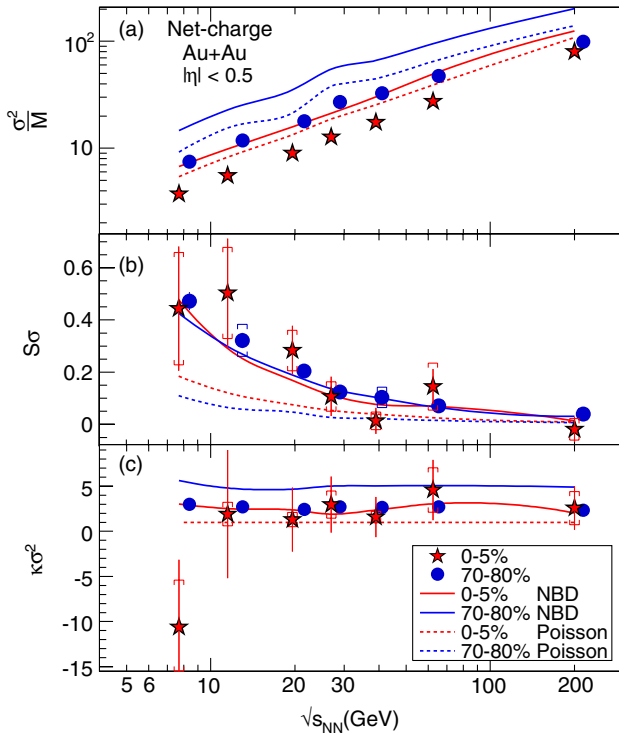 (a) Net-charge
Au+Au
|η| < 0.5
σ²
M
10²
10
(b)
Sσ
0.6
0.4
0.2
0
(c)
κσ²
5
0
-5
-10
-15
0-5%
70-80%
0-5% NBD
70-80% NBD
0-5% Poisson
70-80% Poisson
5 6 10 20 30 40 100 200
√sNN(GeV)